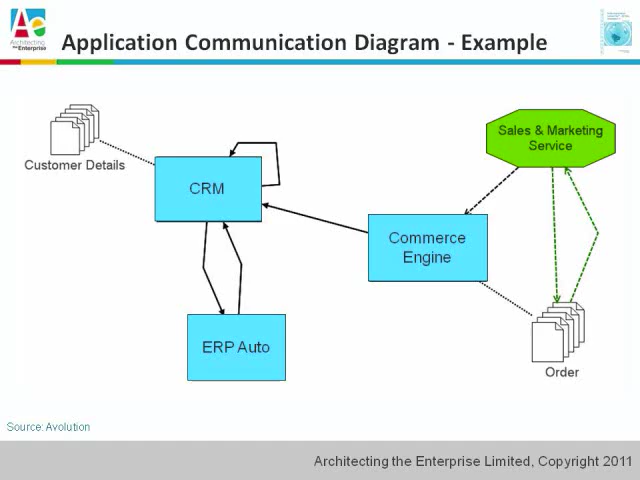 Ae
Architecting
the Enterprise
Application Communication Diagram - Example
Customer Details
CRM
Sales & Marketing
Service
Commerce
Engine
ERP Auto
Order
Source: Avolution
Architecting the Enterprise Limited, Copyright 2011